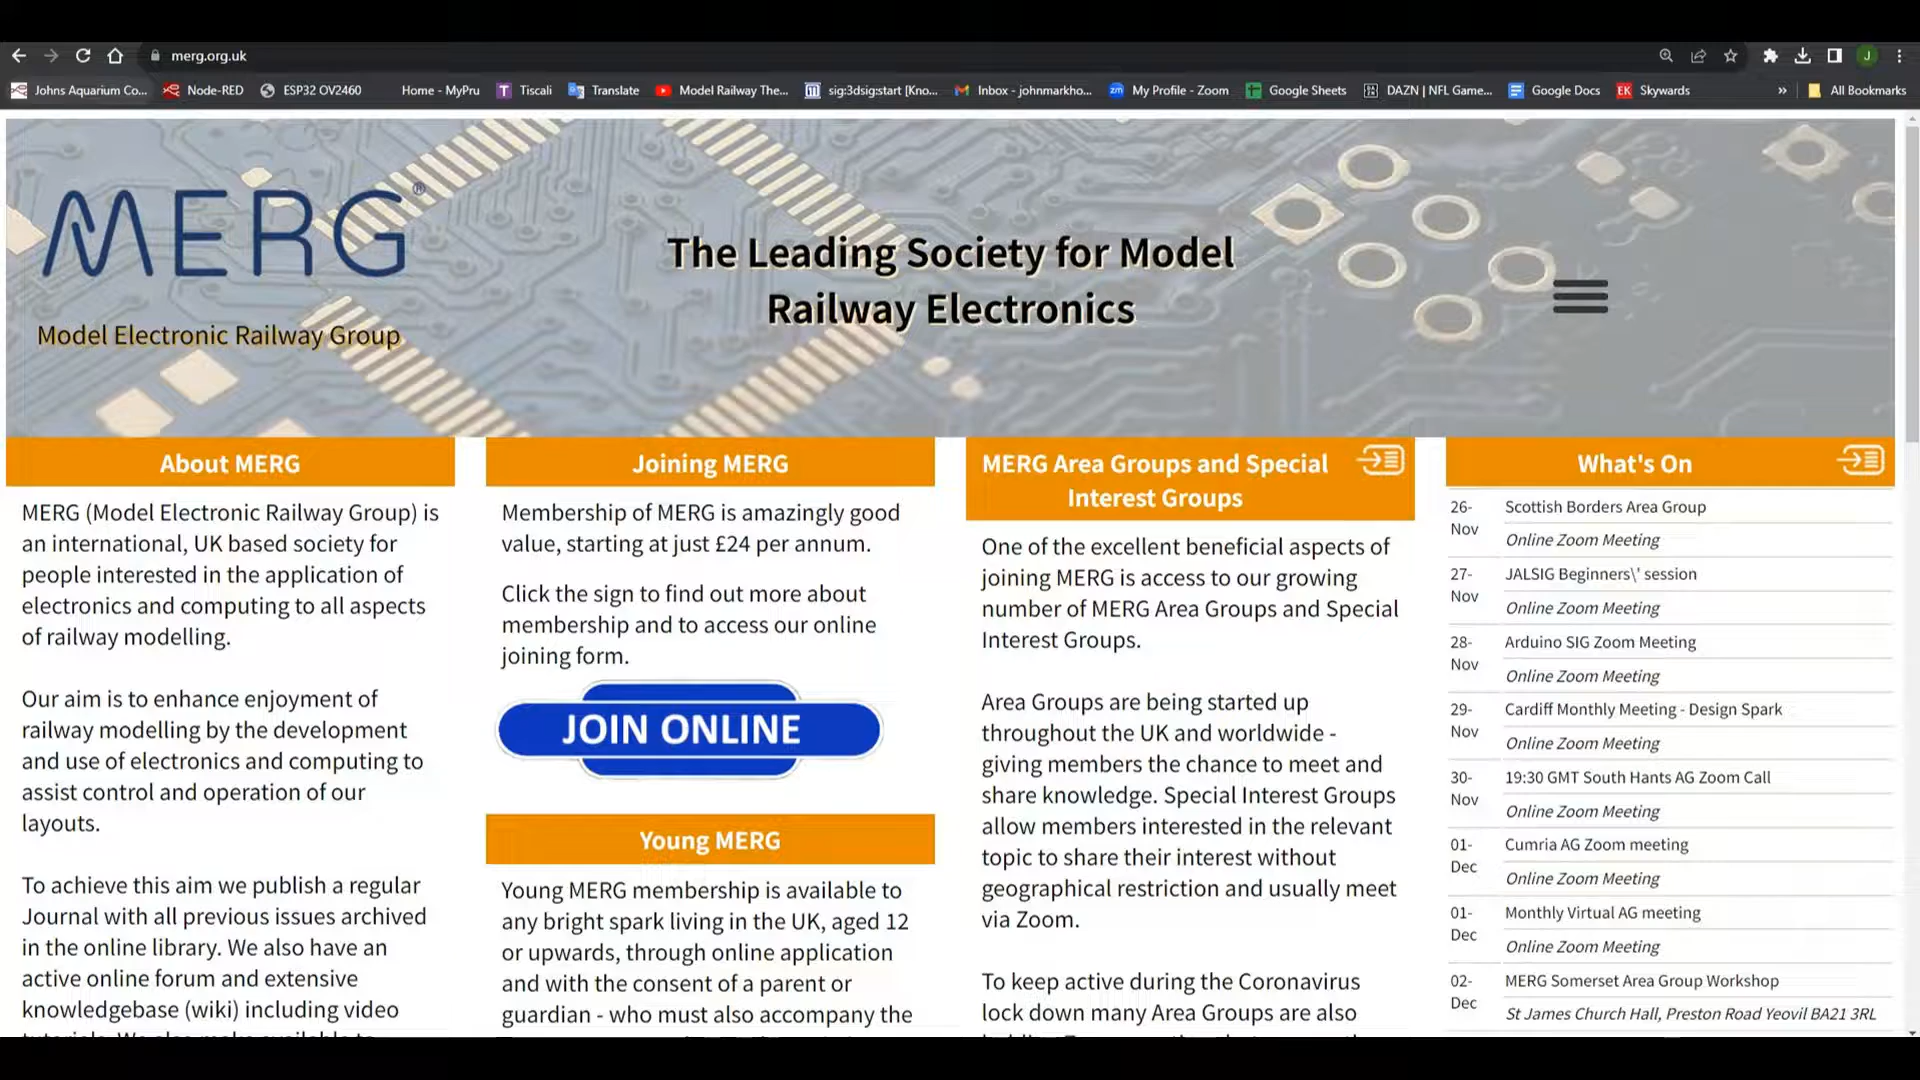 merg.org.uk
J
Johns Aquarium Co...
Node-RED
ESP32 OV2460
Home - MyPru
Tiscali
Translate
Model Railway The...
sig:3dsig:start [Kno...
Inbox - johnmarkho...
My Profile - Zoom
Google Sheets
DAZN | NFL Game...
Google Docs
EK Skywards
»
All Bookmarks
MERG®
Model Electronic Railway Group
The Leading Society for Model
Railway Electronics
About MERG
MERG (Model Electronic Railway Group) is
an international, UK based society for
people interested in the application of
electronics and computing to all aspects
of railway modelling.
Our aim is to enhance enjoyment of
railway modelling by the development
and use of electronics and computing to
assist control and operation of our
layouts.
To achieve this aim we publish a regular
Journal with all previous issues archived
in the online library. We also have an
active online forum and extensive
knowledgebase (wiki) including video
Joining MERG
Membership of MERG is amazingly good
value, starting at just £24 per annum.
Click the sign to find out more about
membership and to access our online
joining form.
JOIN ONLINE
Young MERG
Young MERG membership is available to
any bright spark living in the UK, aged 12
or upwards, through online application
and with the consent of a parent or
guardian - who must also accompany the
MERG Area Groups and Special
Interest Groups
One of the excellent beneficial aspects of
joining MERG is access to our growing
number of MERG Area Groups and Special
Interest Groups.
Area Groups are being started up
throughout the UK and worldwide -
giving members the chance to meet and
share knowledge. Special Interest Groups
allow members interested in the relevant
topic to share their interest without
geographical restriction and usually meet
via Zoom.
To keep active during the Coronavirus
lock down many Area Groups are also
What's On
26-
Nov
Scottish Borders Area Group
Online Zoom Meeting
27-
Nov
JALSIG Beginners\' session
Online Zoom Meeting
28-
Nov
Arduino SIG Zoom Meeting
Online Zoom Meeting
29-
Nov
Cardiff Monthly Meeting - Design Spark
Online Zoom Meeting
30-
Nov
19:30 GMT South Hants AG Zoom Call
Online Zoom Meeting
01-
Dec
Cumria AG Zoom meeting
Online Zoom Meeting
01-
Dec
Monthly Virtual AG meeting
Online Zoom Meeting
02-
Dec
MERG Somerset Area Group Workshop
St James Church Hall, Preston Road Yeovil BA21 3RL